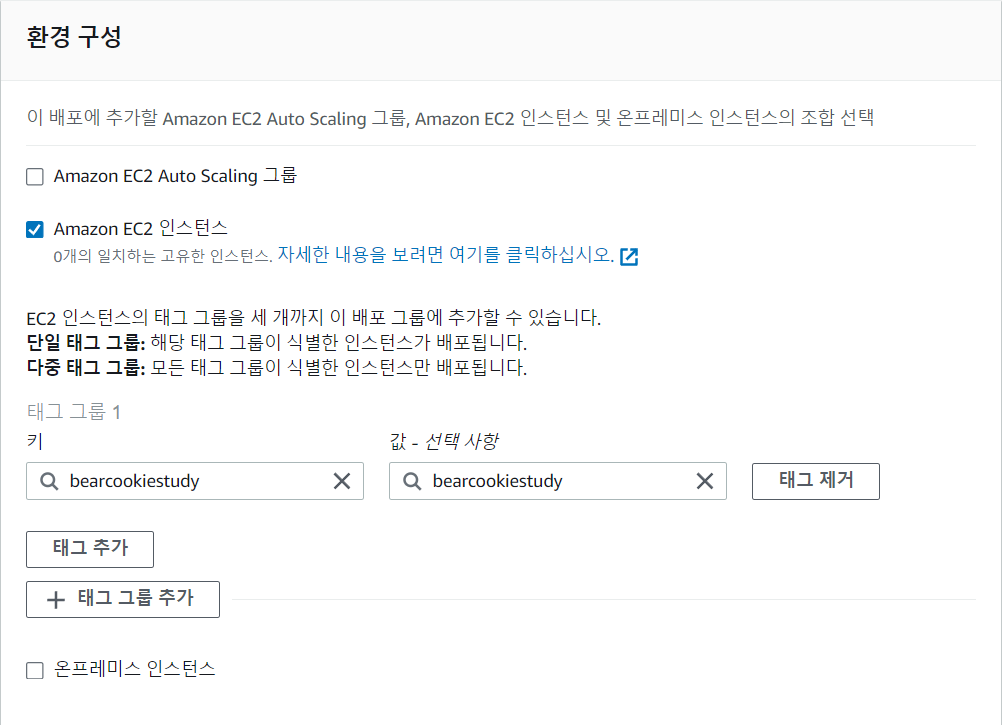 환경 구성
이 배포에 추가할 Amazon EC2 Auto Scaling 그룹, Amazon EC2 인스턴스 및 온프레미스 인스턴스의 조합 선택
Amazon EC2 Auto Scaling 그룹
Amazon EC2 인스턴스
0개의 일치하는 고유한 인스턴스. 자세한 내용을 보려면 여기를 클릭하십시오.
EC2 인스턴스의 태그 그룹을 세 개까지 이 배포 그룹에 추가할 수 있습니다.
단일 태그 그룹: 해당 태그 그룹이 식별한 인스턴스가 배포됩니다.
다중 태그 그룹: 모든 태그 그룹이 식별한 인스턴스만 배포됩니다.
태그 그룹 1
키 값 - 선택 사항
bearcookiestudy bearcookiestudy 태그 제거
태그 추가
태그 그룹 추가
온프레미스 인스턴스